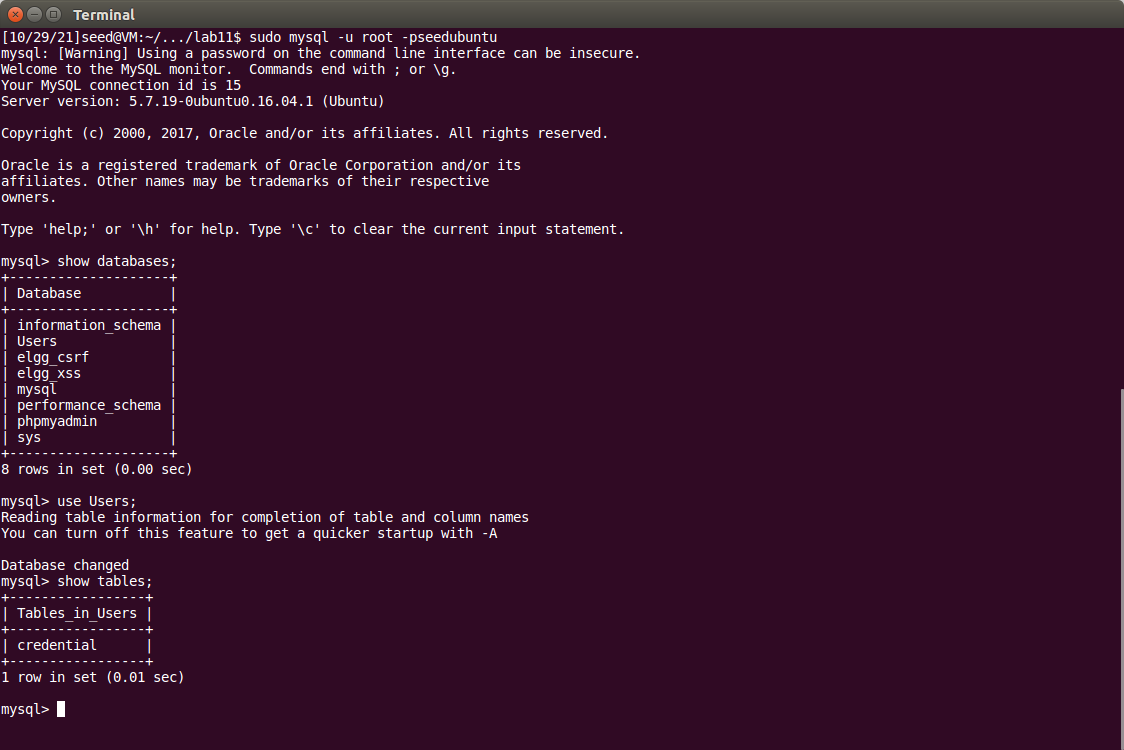 Terminal
[10/29/21]seed@VM:~/.../lab11$ sudo mysql -u root -pseedubuntu
mysql: [Warning] Using a password on the command line interface can be insecure.
Welcome to the MySQL monitor.  Commands end with ; or \g.
Your MySQL connection id is 15
Server version: 5.7.19-0ubuntu0.16.04.1 (Ubuntu)

Copyright (c) 2000, 2017, Oracle and/or its affiliates. All rights reserved.

Oracle is a registered trademark of Oracle Corporation and/or its
affiliates. Other names may be trademarks of their respective
owners.

Type 'help;' or '\h' for help. Type '\c' to clear the current input statement.

mysql> show databases;
+--------------------+
| Database           |
+--------------------+
| information_schema |
| Users              |
| elgg_csrf          |
| elgg_xss           |
| mysql              |
| performance_schema |
| phpmyadmin         |
| sys                |
+--------------------+
8 rows in set (0.00 sec)

mysql> use Users;
Reading table information for completion of table and column names
You can turn off this feature to get a quicker startup with -A

Database changed
mysql> show tables;
+-----------------+
| Tables_in_Users |
+-----------------+
| credential      |
+-----------------+
1 row in set (0.01 sec)

mysql>